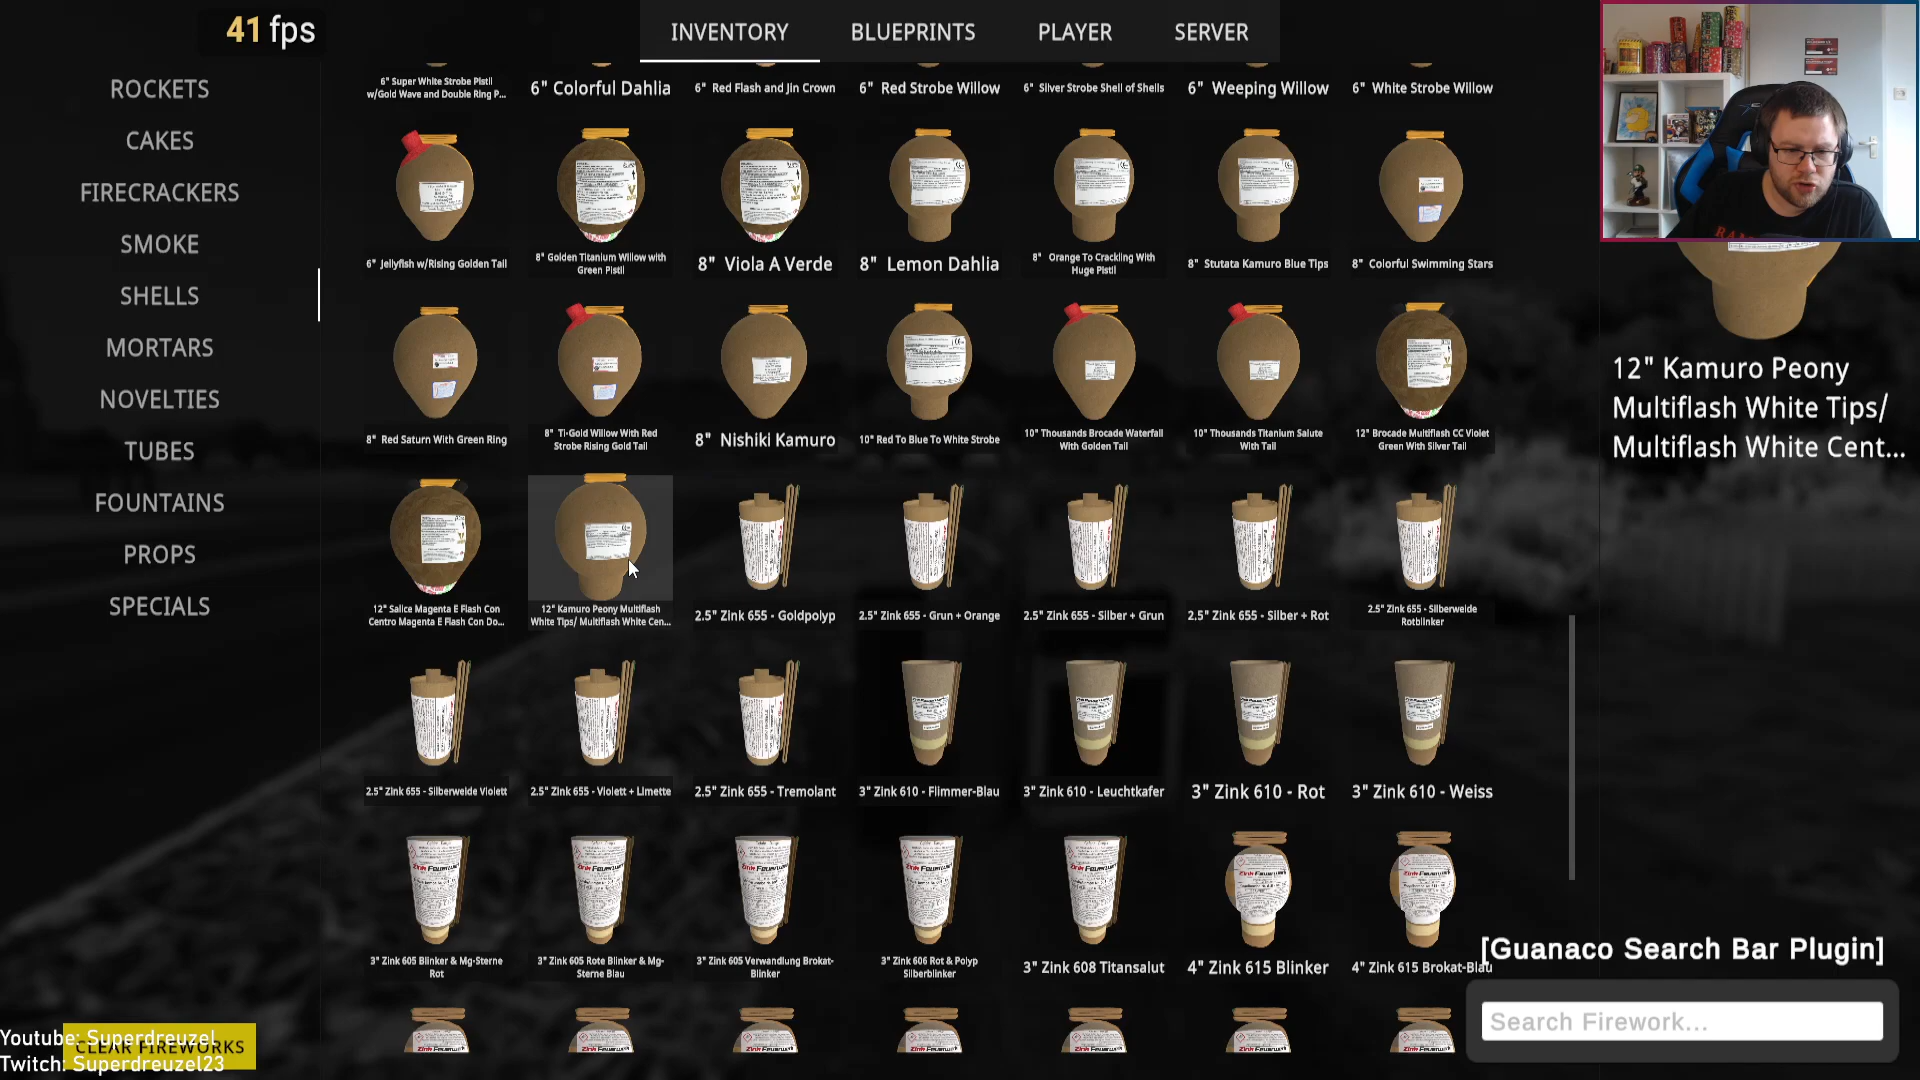 41 fps
INVENTORY
BLUEPRINTS
PLAYER
SERVER
ROCKETS
CAKES
FIRECRACKERS
SMOKE
SHELLS
MORTARS
NOVELTIES
TUBES
FOUNTAINS
PROPS
SPECIALS
6" Super White Strobe Pistil
w/Gold Wave and Double Ring P...
6" Colorful Dahlia
6" Red Flash and Jin Crown
6" Red Strobe Willow
6" Silver Strobe Shell of Shells
6" Weeping Willow
6" White Strobe Willow
6" Jellyfish w/Rising Golden Tail
8" Golden Titanium Willow with
Green Pistil
8" Viola A Verde
8" Lemon Dahlia
8" Orange To Crackling With
Huge Pistil
8" Stutata Kamuro Blue Tips
8" Colorful Swimming Stars
8" Red Saturn With Green Ring
8" Ti-Gold Willow With Red
Strobe Rising Gold Tail
8" Nishiki Kamuro
10" Red To Blue To White Strobe
10" Thousands Brocade Waterfall
With Golden Tail
10" Thousands Titanium Salute
With Tail
12" Brocade Multiflash CC Violet
Green With Silver Tail
12" Salice Magenta E Flash Con
Centro Magenta E Flash Con Do...
12" Kamuro Peony Multiflash
White Tips/ Multiflash White Cen...
2.5" Zink 655 - Goldpolyp
2.5" Zink 655 - Grun + Orange
2.5" Zink 655 - Silber + Grun
2.5" Zink 655 - Silber + Rot
2.5" Zink 655 - Silberweide
Rotblinker
2.5" Zink 655 - Silberweide Violett
2.5" Zink 655 - Violett + Limette
2.5" Zink 655 - Tremolant
3" Zink 610 - Flimmer-Blau
3" Zink 610 - Leuchtkafer
3" Zink 610 - Rot
3" Zink 610 - Weiss
3" Zink 605 Blinker & Mg-Sterne
Rot
3" Zink 605 Rote Blinker & Mg-
Sterne Blau
3" Zink 605 Verwandlung Brokat-
Blinker
3" Zink 606 Rot & Polyp
Silberblinker
3" Zink 608 Titansalut
4" Zink 615 Blinker
4" Zink 615 Brokat-Blau
12" Kamuro Peony
Multiflash White Tips/
Multiflash White Cent...
[Guanaco Search Bar Plugin]
Search Firework...
Youtube: Superdreuzel
CLEAR FIREWORKS
Twitch: Superdreuzel23